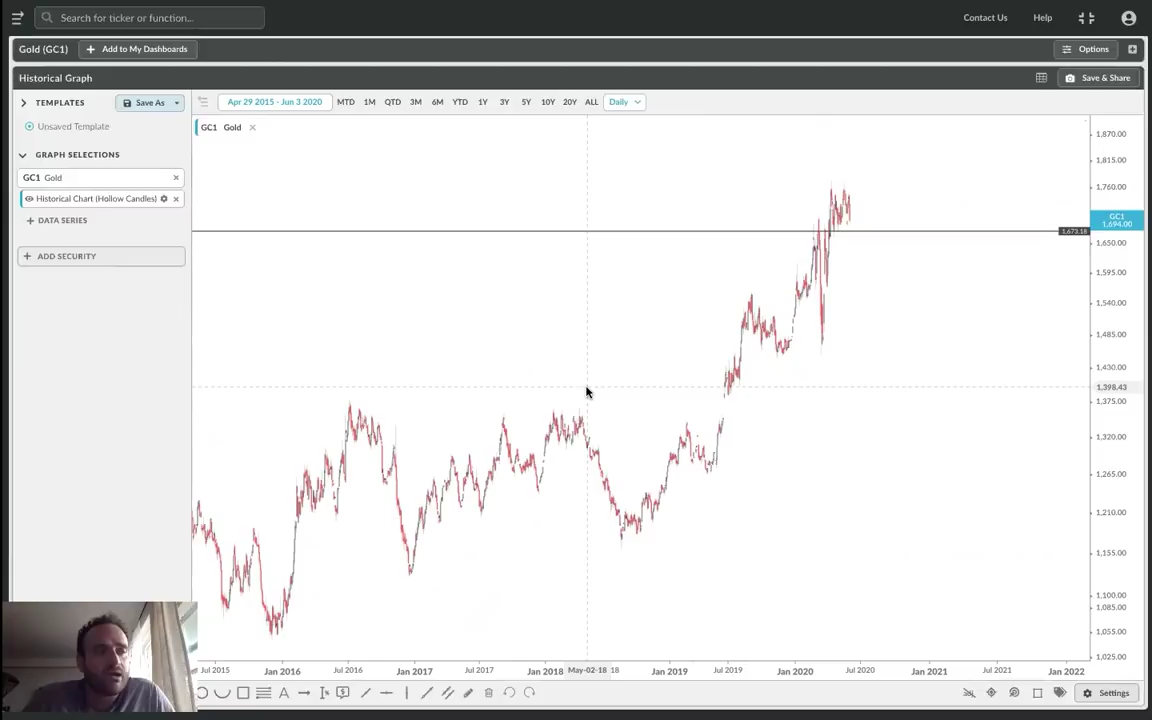 Search for ticker or function...
Contact Us
Help
Gold (GC1)
+ Add to My Dashboards
Options
Historical Graph
Save & Share
TEMPLATES
Save As
Apr 29 2015 - Jun 3 2020
MTD
1M
QTD
3M
6M
YTD
1Y
3Y
5Y
10Y
20Y
ALL
Daily
Unsaved Template
GC1 Gold
GRAPH SELECTIONS
GC1 Gold
Historical Chart (Hollow Candles)
+ DATA SERIES
+ ADD SECURITY
1,870.00
1,815.00
1,760.00
GC1
1,694.00
1,673.18
1,650.00
1,595.00
1,540.00
1,485.00
1,430.00
1,398.43
1,375.00
1,320.00
1,265.00
1,210.00
1,155.00
1,100.00
1,085.00
1,055.00
1,025.00
Jul 2015
Jan 2016
Jul 2016
Jan 2017
Jul 2017
Jan 2018
May-02-18
18
Jan 2019
Jul 2019
Jan 2020
Jul 2020
Jan 2021
Jul 2021
Jan 2022
Settings